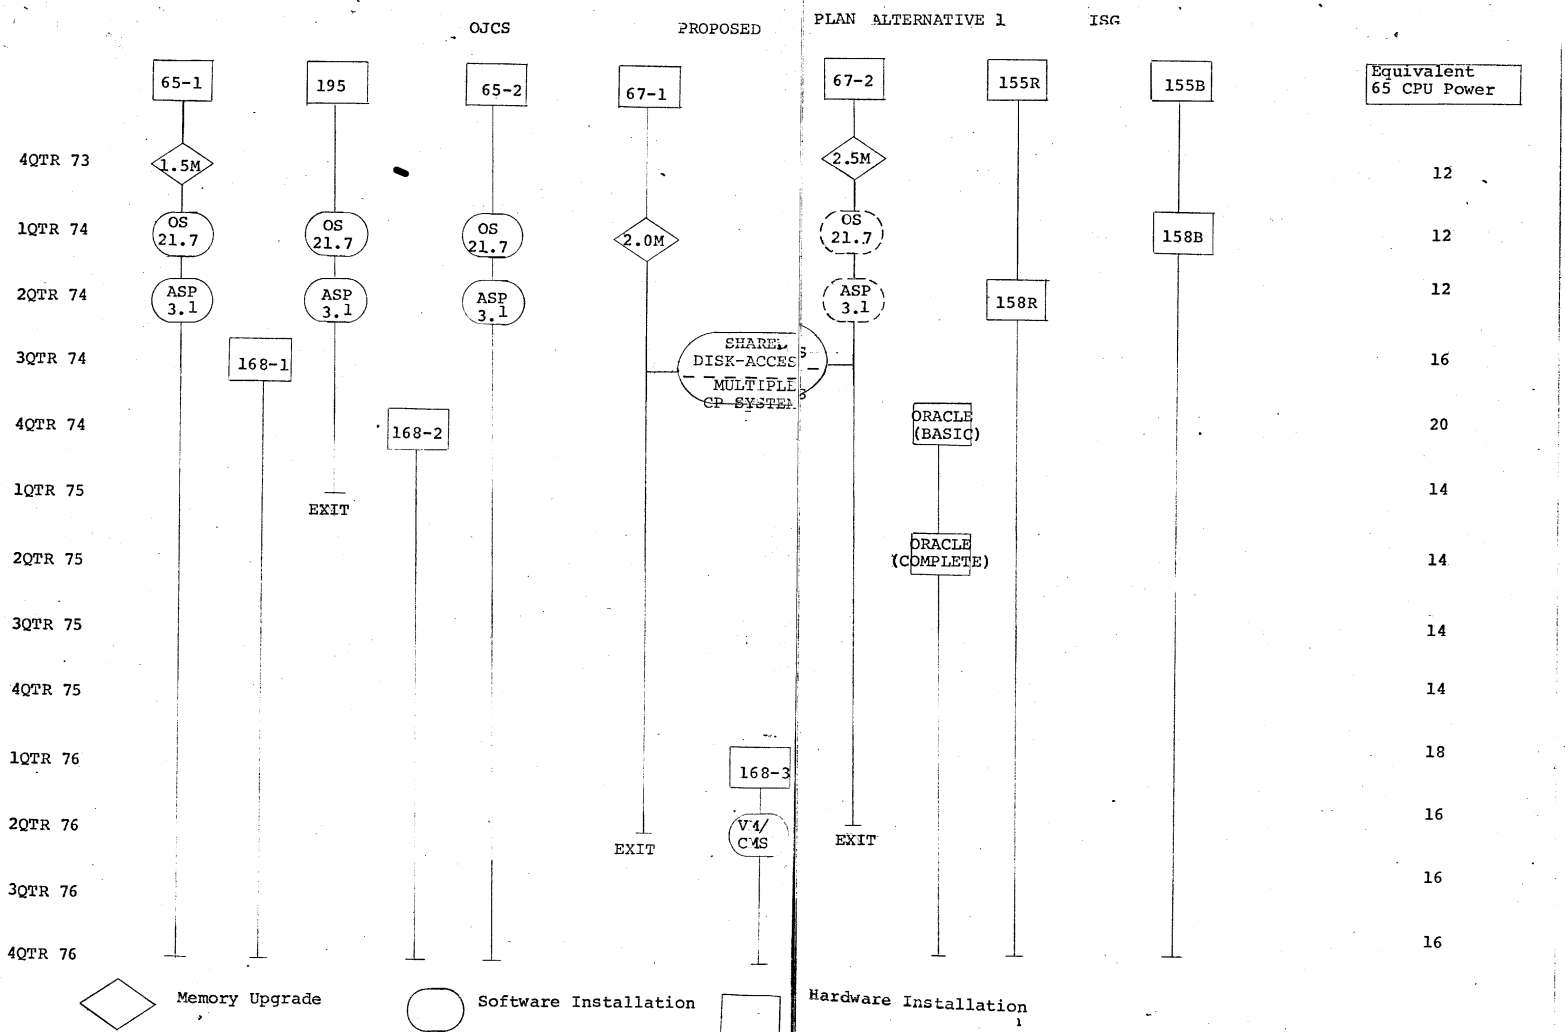 OJCS PROPOSED PLAN ALTERNATIVE 1 ISG
65-1 195 65-2 67-1 67-2 155R 155B
Equivalent
65 CPU Power
4QTR 73 1.5M 2.5M 12
1QTR 74 OS 21.7 OS 21.7 OS 21.7 2.0M OS 21.7 158B 12
2QTR 74 ASP 3.1 ASP 3.1 ASP 3.1 ASP 3.1 158R 12
3QTR 74 168-1 16
SHARED
DISK-ACCESS
MULTIPLE
CP SYSTEMS
4QTR 74 168-2 ORACLE (BASIC) 20
1QTR 75 14
EXIT
2QTR 75 ORACLE (COMPLETE) 14
3QTR 75 14
4QTR 75 14
1QTR 76 168-3 18
2QTR 76 VM/ CMS 16
EXIT EXIT
3QTR 76 16
4QTR 76 16
Memory Upgrade Software Installation Hardware Installation
1